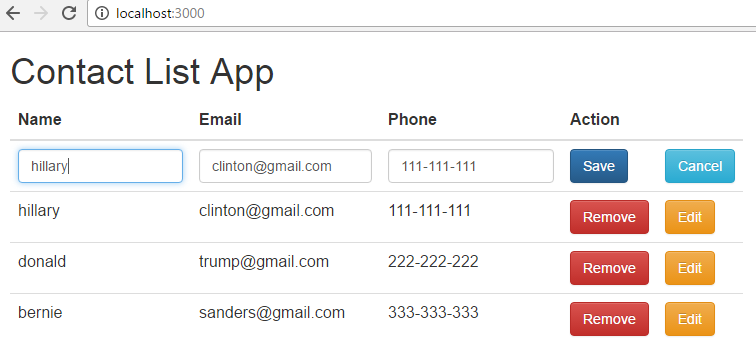 localhost:3000
Contact List App
Name Email Phone Action
hillary clinton@gmail.com 111-111-111 Save Cancel
hillary clinton@gmail.com 111-111-111 Remove Edit
donald trump@gmail.com 222-222-222 Remove Edit
bernie sanders@gmail.com 333-333-333 Remove Edit